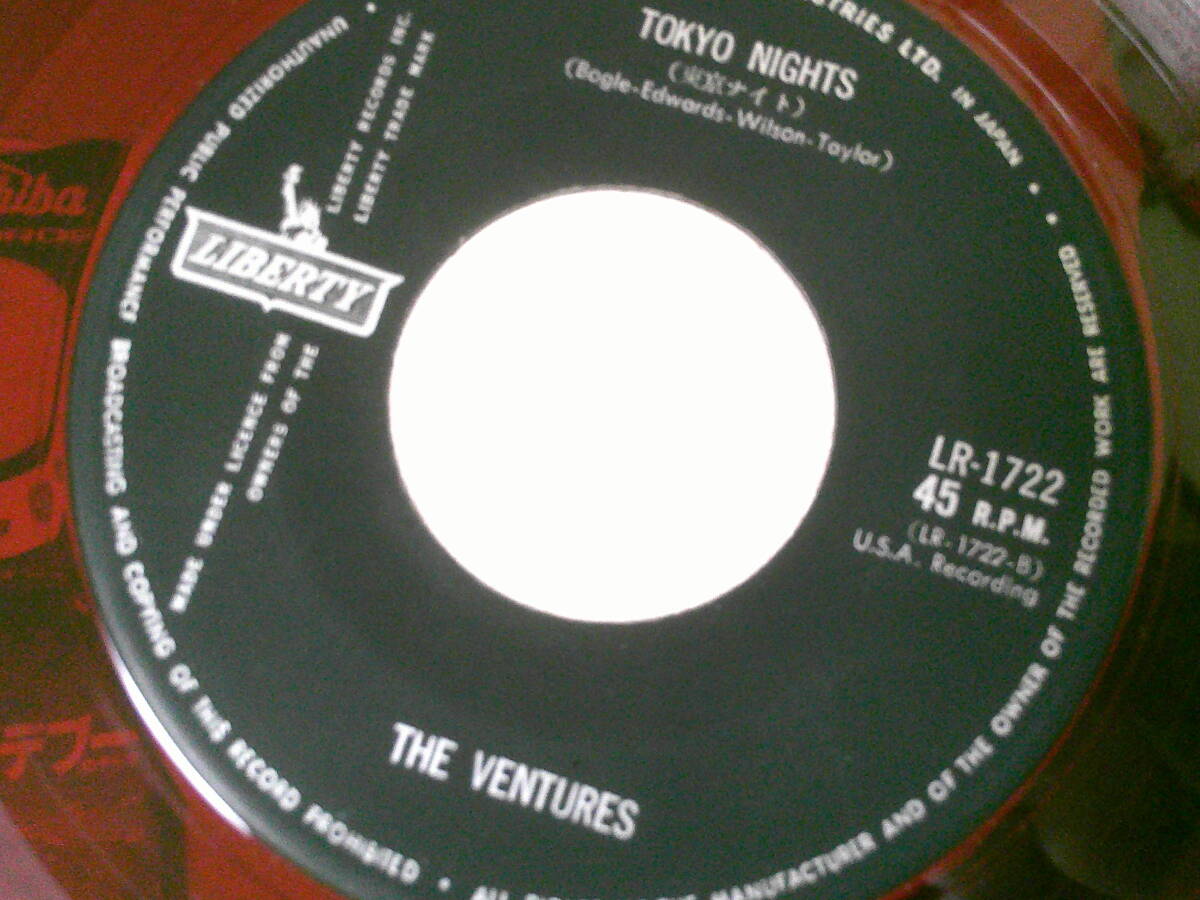 TOKYO NIGHTS
(東京ナイト)
(Bogle-Edwards-Wilson-Taylor)
LIBERTY RECORDS INC.
LIBERTY TRADE MARK
LIBERTY
MADE UNDER LICENCE FROM
OWNERS OF THE
LR-1722
45 R.P.M.
(LR-1722-B)
U.S.A. Recording
THE VENTURES
LTD. IN JAPAN • •
UNAUTHORIZED PUBLIC PERFORMANCE BROADCASTING AND COPYING OF THIS RECORD PROHIBITED • ALL
MANUFACTURER AND OF THE OWNER OF THE RECORDED WORK ARE RESERVED